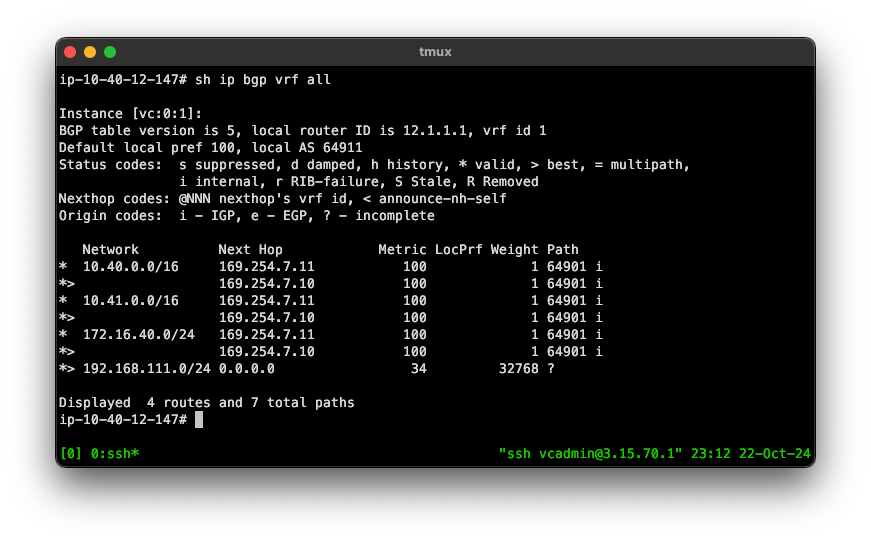 tmux
ip-10-40-12-147# sh ip bgp vrf all
Instance [vc:0:1]:
BGP table version is 5, local router ID is 12.1.1.1, vrf id 1
Default local pref 100, local AS 64911
Status codes:  s suppressed, d damped, h history, * valid, > best, = multipath,
               i internal, r RIB-failure, S Stale, R Removed
Nexthop codes: @NNN nexthop's vrf id, < announce-nh-self
Origin codes:  i - IGP, e - EGP, ? - incomplete
   Network          Next Hop            Metric LocPrf Weight Path
*  10.40.0.0/16     169.254.7.11           100             1 64901 i
*>                  169.254.7.10           100             1 64901 i
*  10.41.0.0/16     169.254.7.11           100             1 64901 i
*>                  169.254.7.10           100             1 64901 i
*  172.16.40.0/24   169.254.7.11           100             1 64901 i
*>                  169.254.7.10           100             1 64901 i
*> 192.168.111.0/24 0.0.0.0                 34         32768 ?
Displayed  4 routes and 7 total paths
ip-10-40-12-147#
[0] 0:ssh* "ssh vcadmin@3.15.70.1" 23:12 22-Oct-24